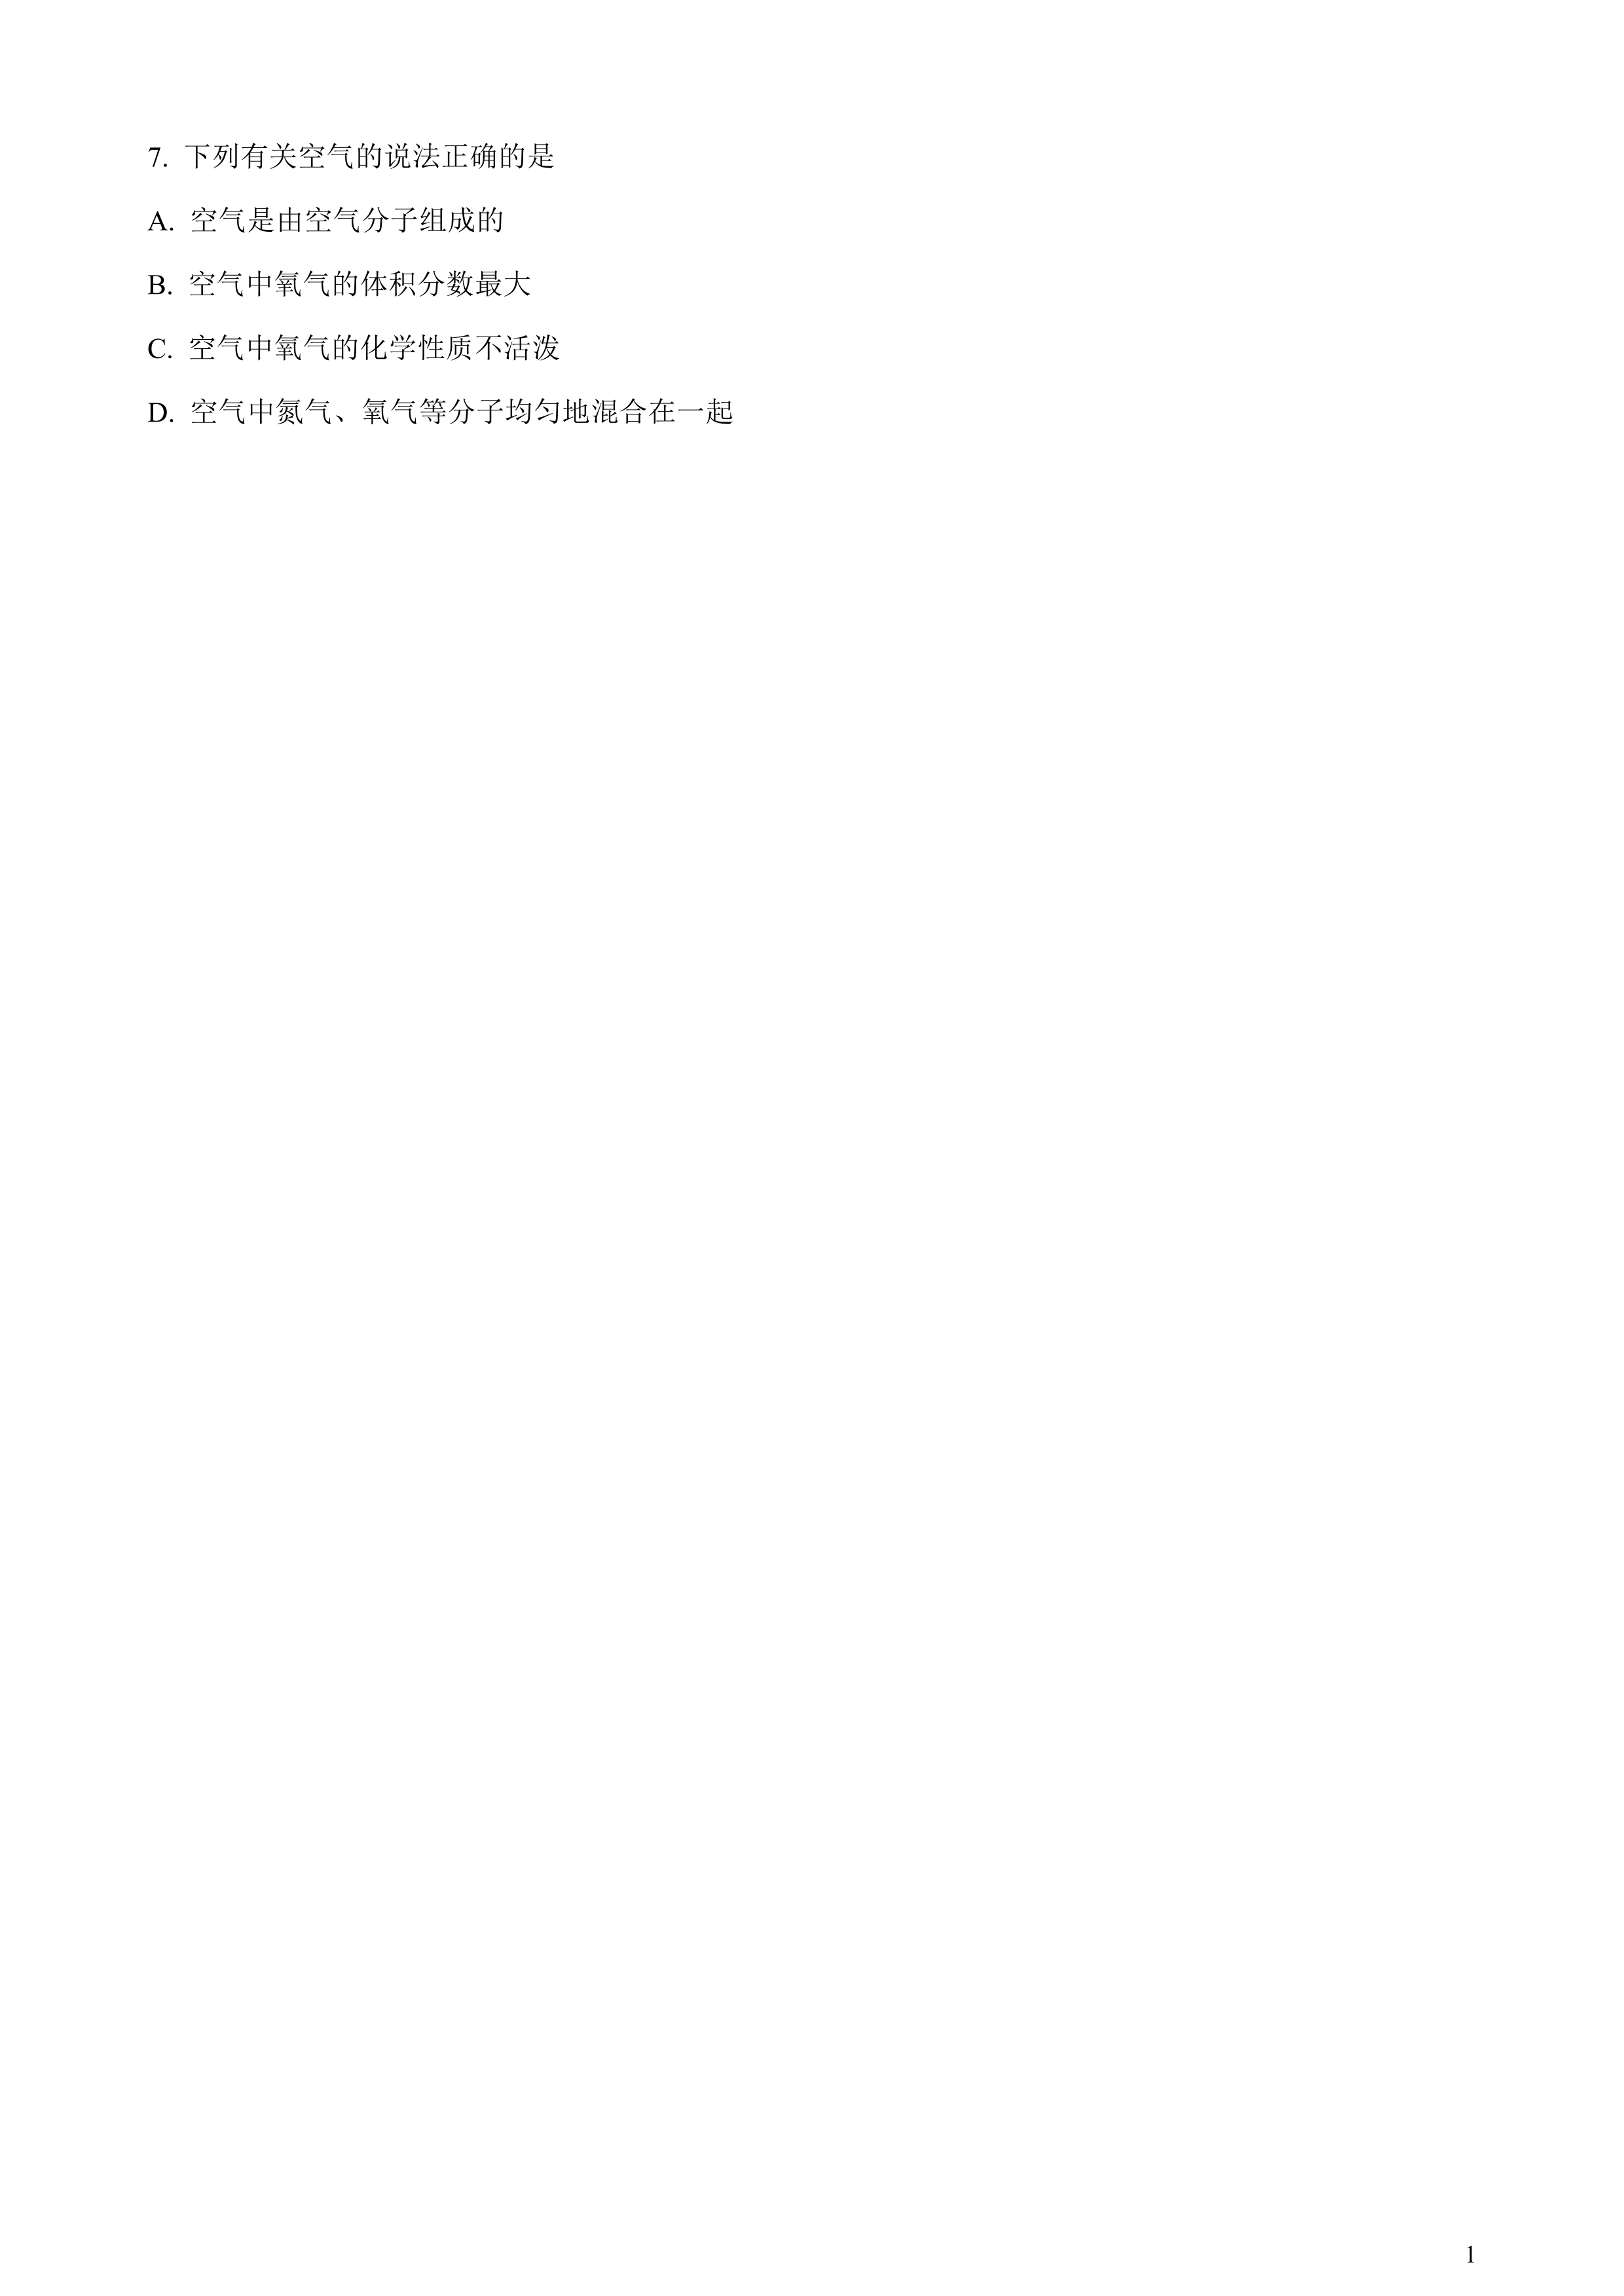 7. 下列有关空气的说法正确的是
A. 空气是由空气分子组成的
B. 空气中氧气的体积分数最大
C. 空气中氧气的化学性质不活泼
D. 空气中氮气、氧气等分子均匀地混合在一起
1